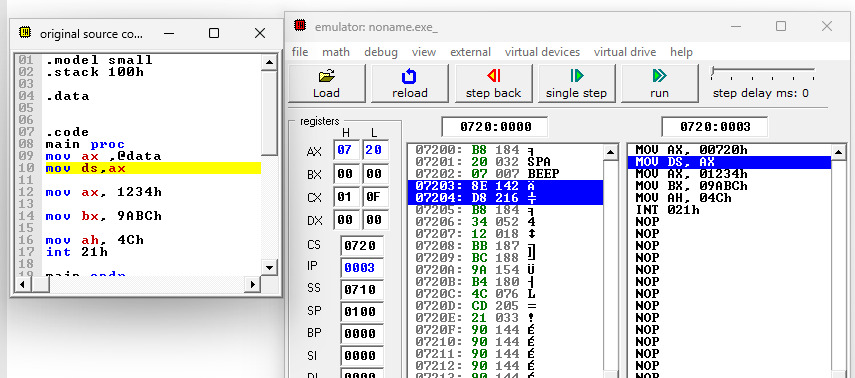 original source co...
01 .model small
02 .stack 100h
03
04 .data
05
06
07 .code
08 main proc
09 mov ax ,@data
10 mov ds,ax
11
12 mov ax, 1234h
13
14 mov bx, 9ABCh
15
16 mov ah, 4Ch
17 int 21h
18
19 main endp
emulator: noname.exe_
file math debug view external virtual devices virtual drive help
Load reload step back single step run step delay ms: 0
registers
H L
AX 07 20
BX 00 00
CX 01 0F
DX 00 00
CS 0720
IP 0003
SS 0710
SP 0100
BP 0000
SI 0000
DI
0720:0000
07200: B8 184 ╕
07201: 20 032 SPA
07202: 07 007 BEEP
07203: 8E 142 Ä
07204: D8 216 ╪
07205: B8 184 ╕
07206: 34 052 4
07207: 12 018 ↕
07208: BB 187 ╗
07209: BC 188 ╝
0720A: 9A 154 Ü
0720B: B4 180 ┤
0720C: 4C 076 L
0720D: CD 205 =
0720E: 21 033 !
0720F: 90 144 É
07210: 90 144 É
07211: 90 144 É
07212: 90 144 É
07213: 90 144 É
0720:0003
MOV AX, 00720h
MOV DS, AX
MOV AX, 01234h
MOV BX, 09ABCh
MOV AH, 04Ch
INT 021h
NOP
NOP
NOP
NOP
NOP
NOP
NOP
NOP
NOP
NOP
NOP
NOP
NOP